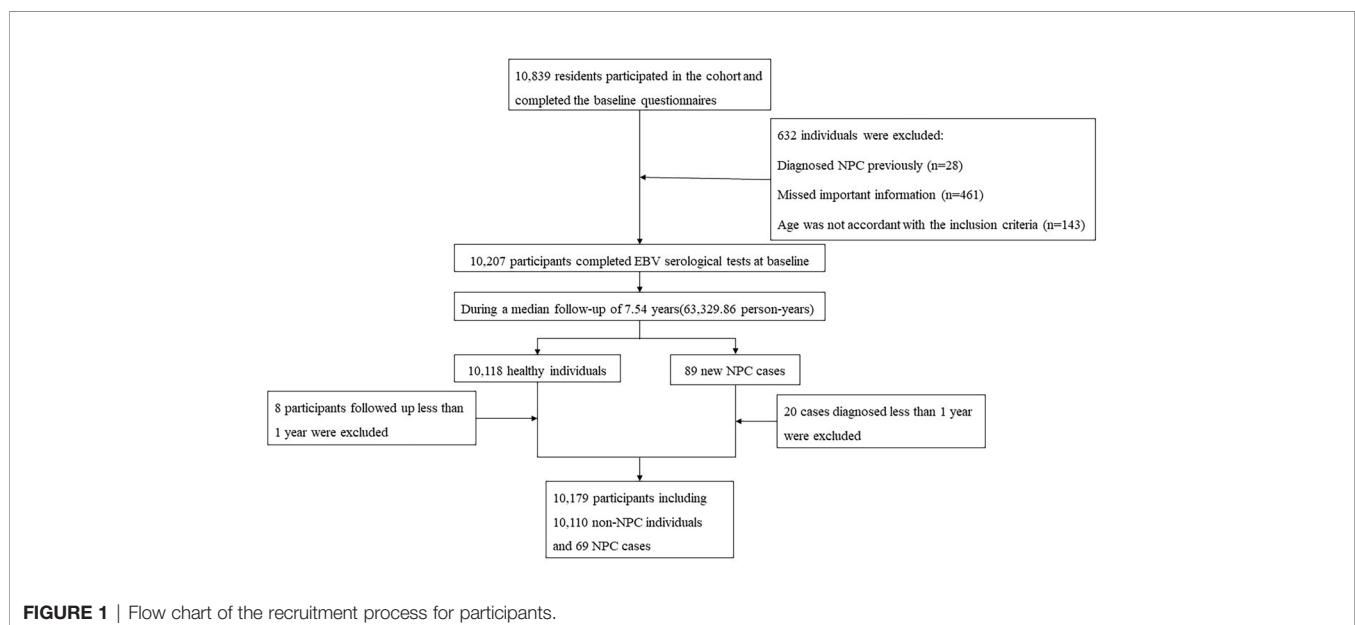 10,839 residents participated in the cohort and
completed the baseline questionnaires
632 individuals were excluded:
Diagnosed NPC previously (n=28)
Missed important information (n=461)
Age was not accordant with the inclusion criteria (n=143)
10,207 participants completed EBV serological tests at baseline
During a median follow-up of 7.54 years(63,329.86 person-years)
10,118 healthy individuals
89 new NPC cases
8 participants followed up less than
1 year were excluded
20 cases diagnosed less than 1 year
were excluded
10,179 participants including
10,110 non-NPC individuals
and 69 NPC cases
FIGURE 1 | Flow chart of the recruitment process for participants.